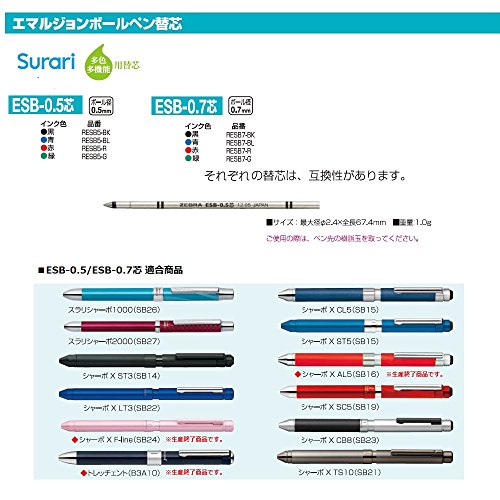 エマルジョンボールペン替芯
Surari 多色多機能 用替芯
ESB-0.5芯 ボール径 0.5mm
インク色 品番
黒 RESB5-BK
青 RESB5-BL
赤 RESB5-R
緑 RESB5-G
ESB-0.7芯 ボール径 0.7mm
インク色 品番
黒 RESB7-BK
青 RESB7-BL
赤 RESB7-R
緑 RESB7-G
それぞれの替芯は、互換性があります。
ZEBRA ESB-0.5芯 12.05 JAPAN
■サイズ：最大径φ2.4×全長67.4mm ■重量：1.0g
ご使用の際は、ペン先の樹脂玉を取ってください。
■ESB-0.5/ESB-0.7芯 適合商品
スラリシャーボ1000(SB26)
スラリシャーボ2000(SB27)
シャーボ X ST3(SB14)
シャーボ X LT3(SB22)
◆シャーボ X F-line(SB24) ※生産終了商品です。
◆トレッチェント(B3A10) ※生産終了商品です。
シャーボ X CL5(SB15)
シャーボ X ST5(SB15)
◆シャーボ X AL5(SB16) ※生産終了商品です。
シャーボ X SC5(SB19)
シャーボ X CB8(SB23)
シャーボ X TS10(SB21)